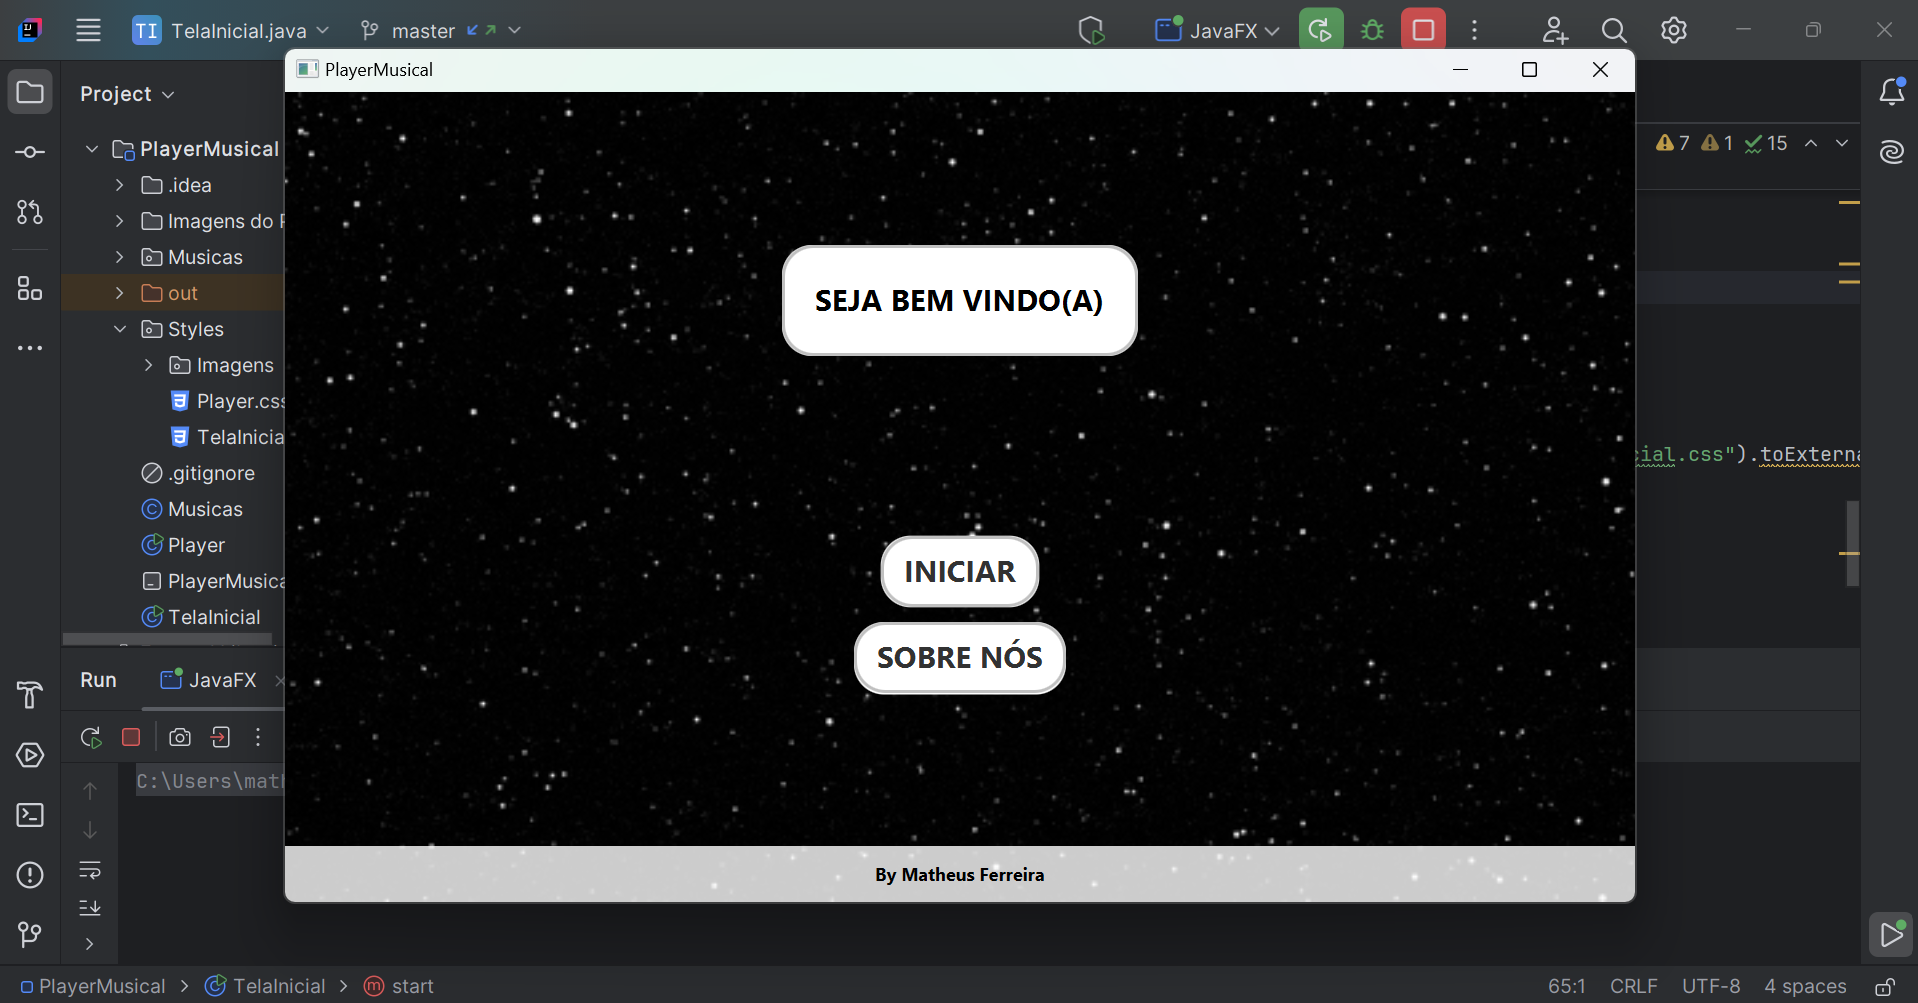 TI TelaInicial.java
master
JavaFX
PlayerMusical
Project
7 1 15
PlayerMusical
.idea
Imagens do
Musicas
out
Styles
Imagens
Player.css
TelaInicia
.gitignore
Musicas
Player
PlayerMusica
TelaInicial
SEJA BEM VINDO(A)
INICIAR
SOBRE NÓS
By Matheus Ferreira
cial.css").toExterna
Run JavaFX
C:\Users\mat
PlayerMusical > TelaInicial > start
65:1 CRLF UTF-8 4 spaces